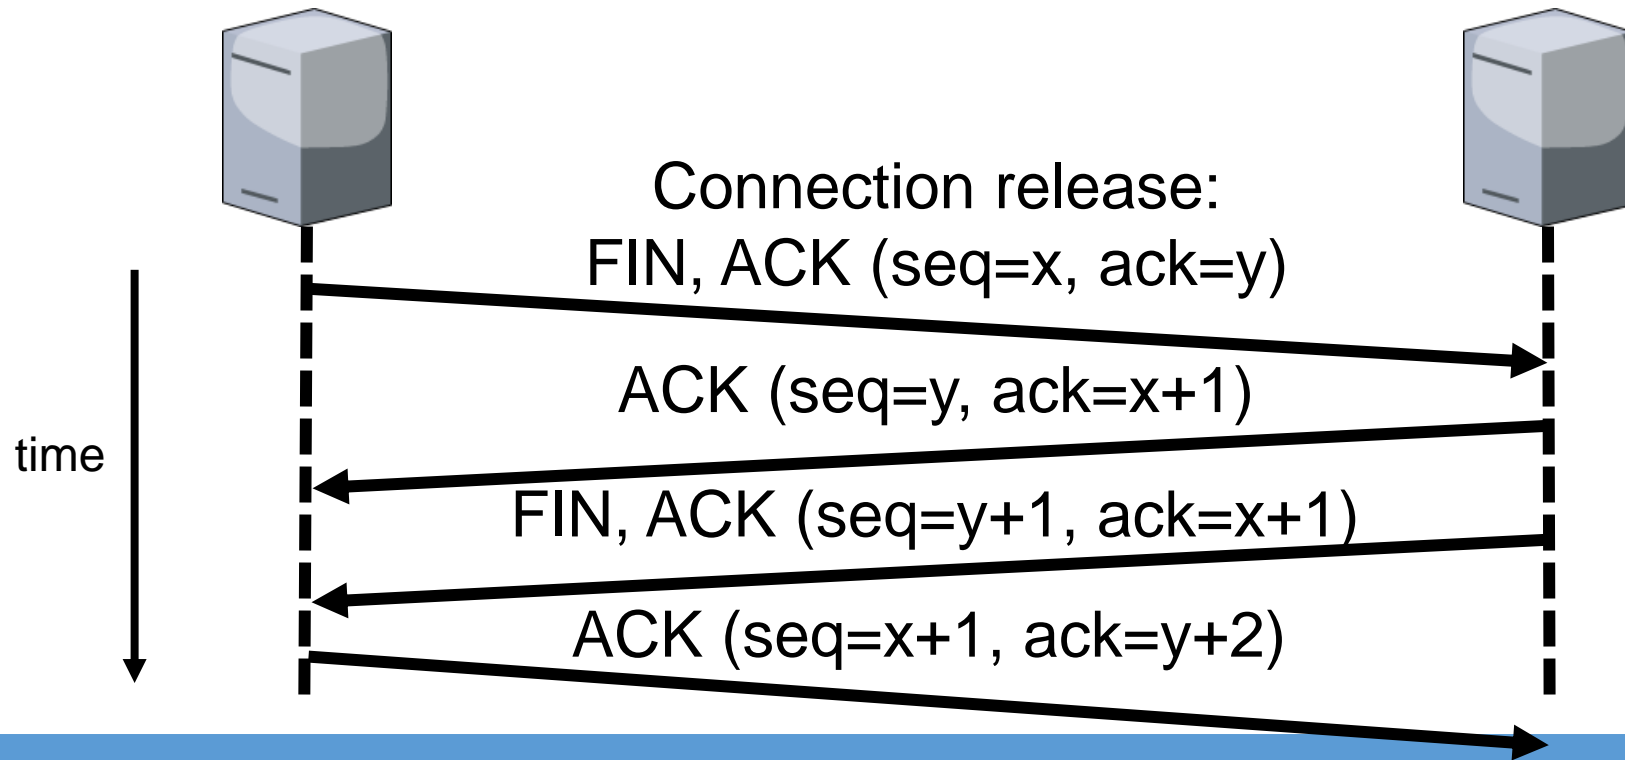 Connection release:
FIN, ACK (seq=x, ack=y)
ACK (seq=y, ack=x+1)
time
FIN, ACK (seq=y+1, ack=x+1)
ACK (seq=x+1, ack=y+2)